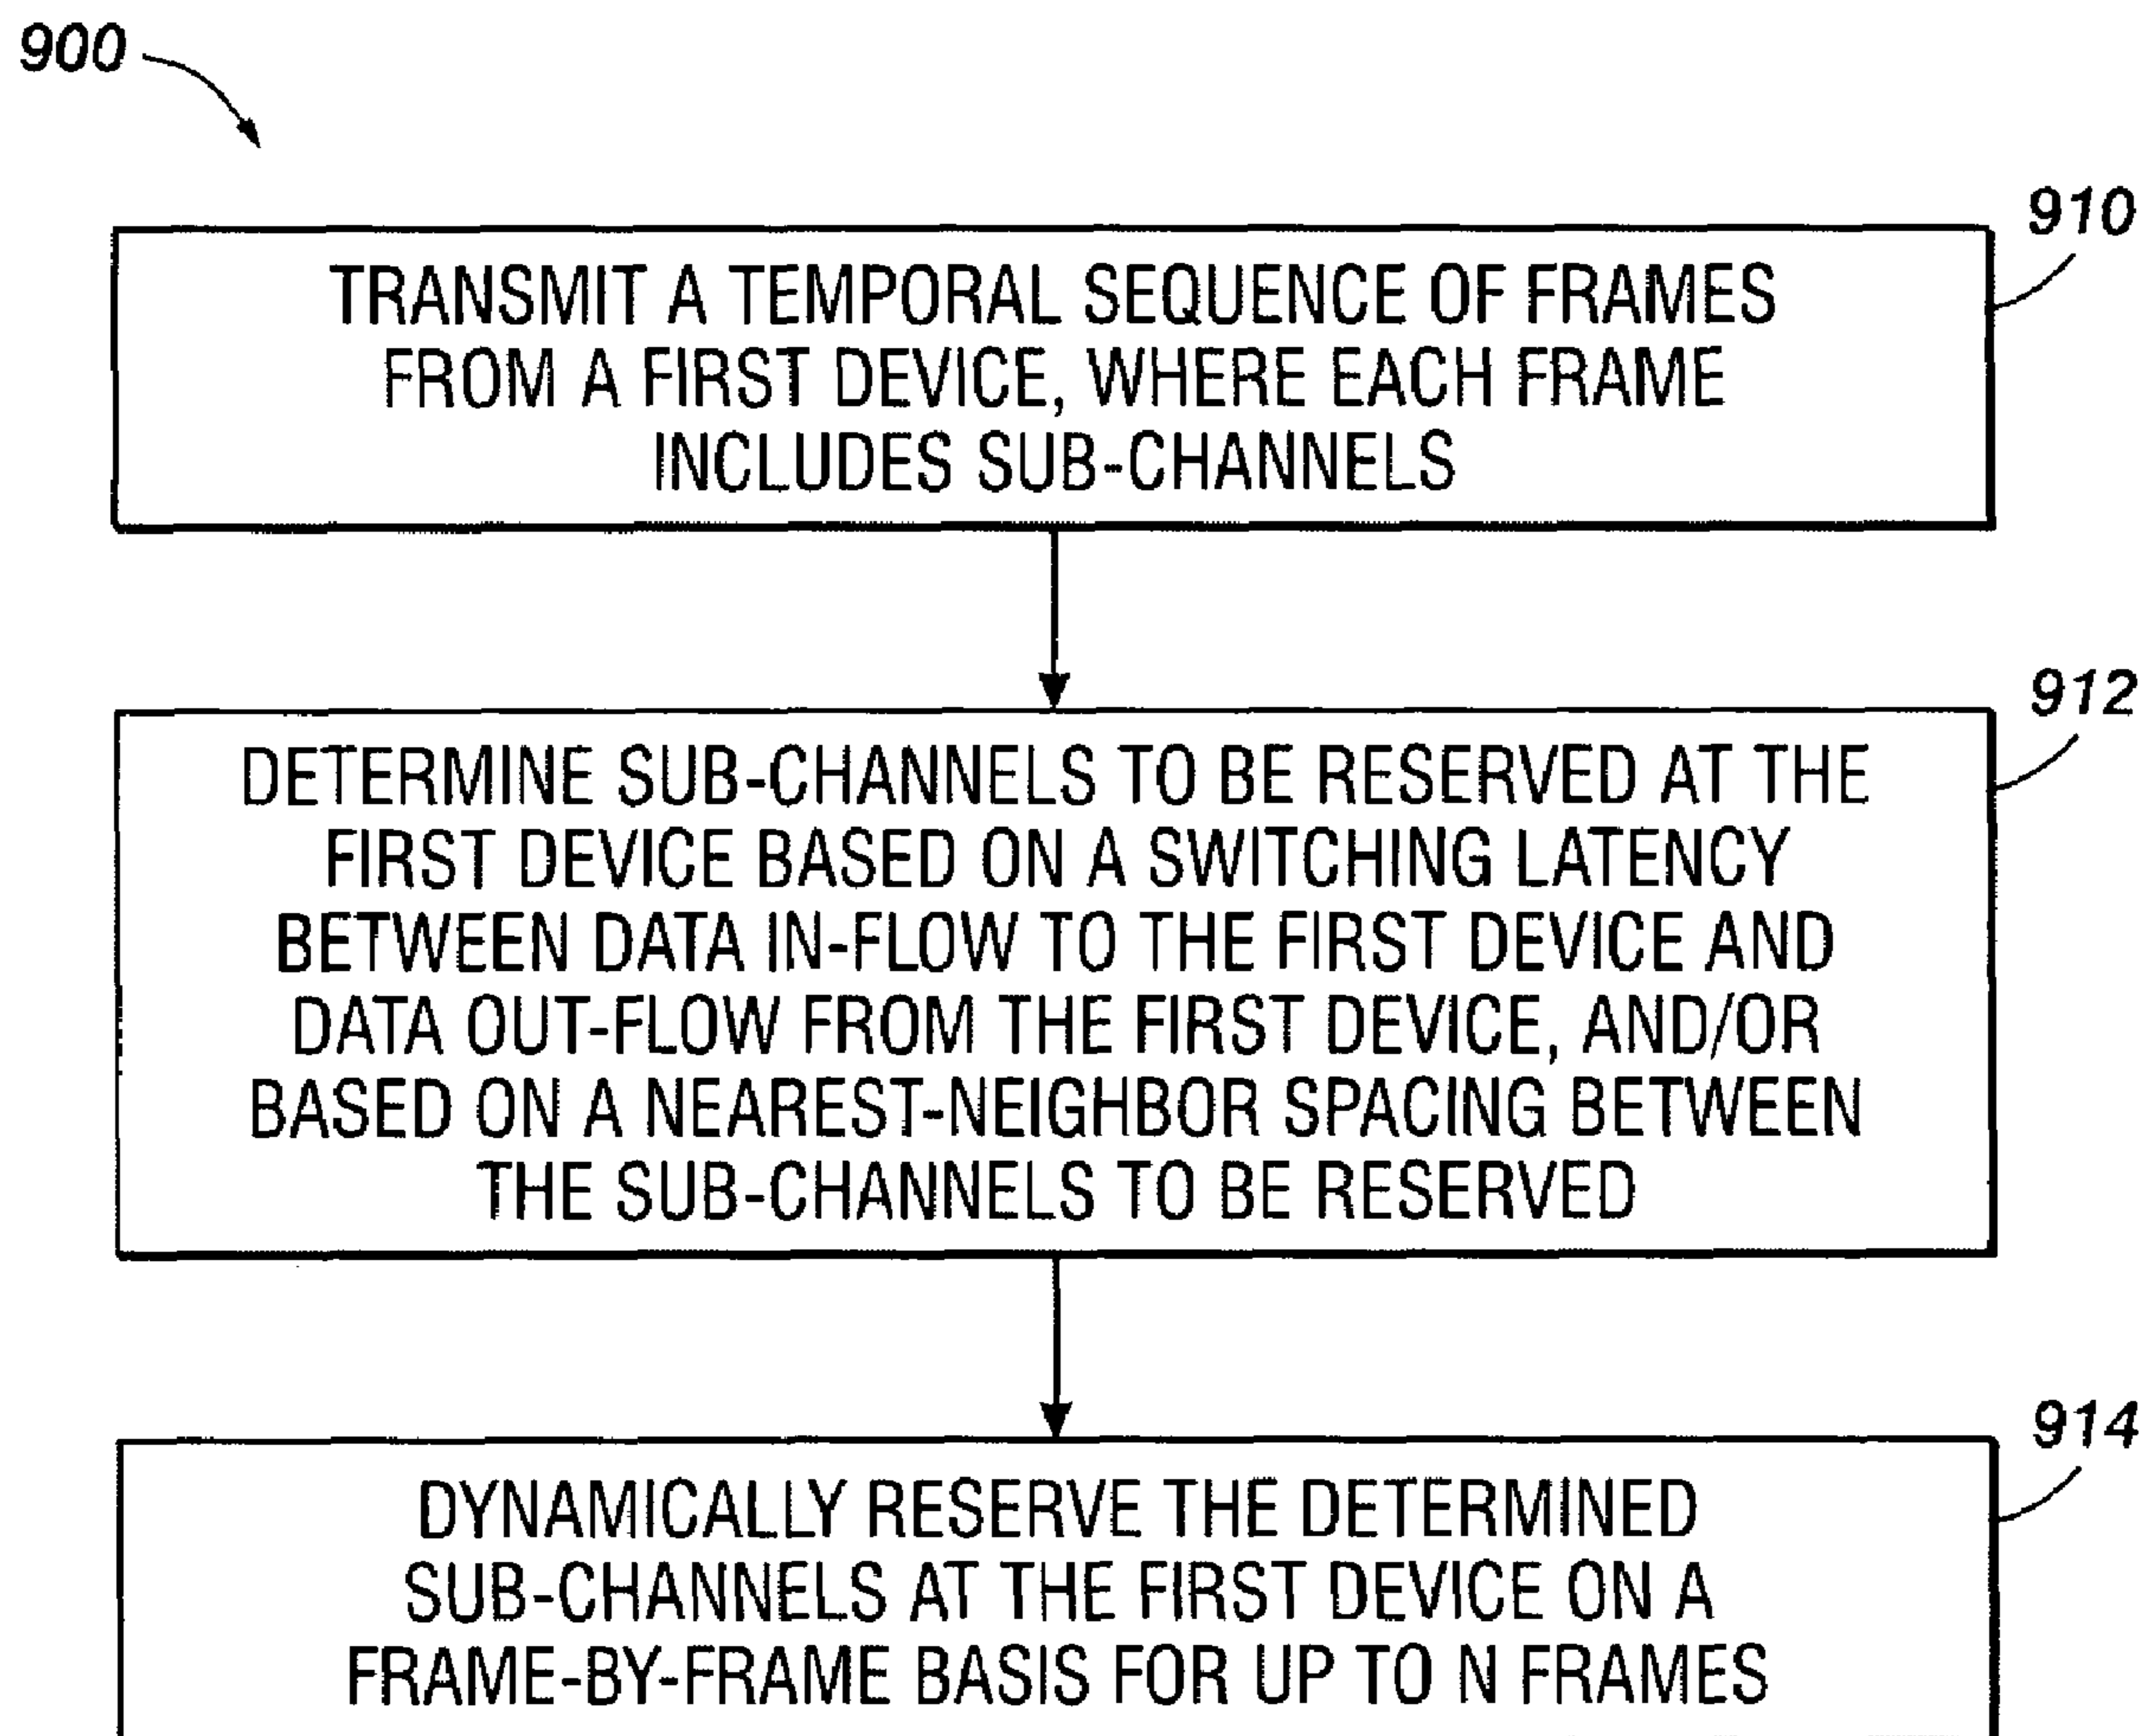 900
910
TRANSMIT A TEMPORAL SEQUENCE OF FRAMES
FROM A FIRST DEVICE, WHERE EACH FRAME
INCLUDES SUB-CHANNELS
912
DETERMINE SUB-CHANNELS TO BE RESERVED AT THE
FIRST DEVICE BASED ON A SWITCHING LATENCY
BETWEEN DATA IN-FLOW TO THE FIRST DEVICE AND
DATA OUT-FLOW FROM THE FIRST DEVICE, AND/OR
BASED ON A NEAREST-NEIGHBOR SPACING BETWEEN
THE SUB-CHANNELS TO BE RESERVED
914
DYNAMICALLY RESERVE THE DETERMINED
SUB-CHANNELS AT THE FIRST DEVICE ON A
FRAME-BY-FRAME BASIS FOR UP TO N FRAMES